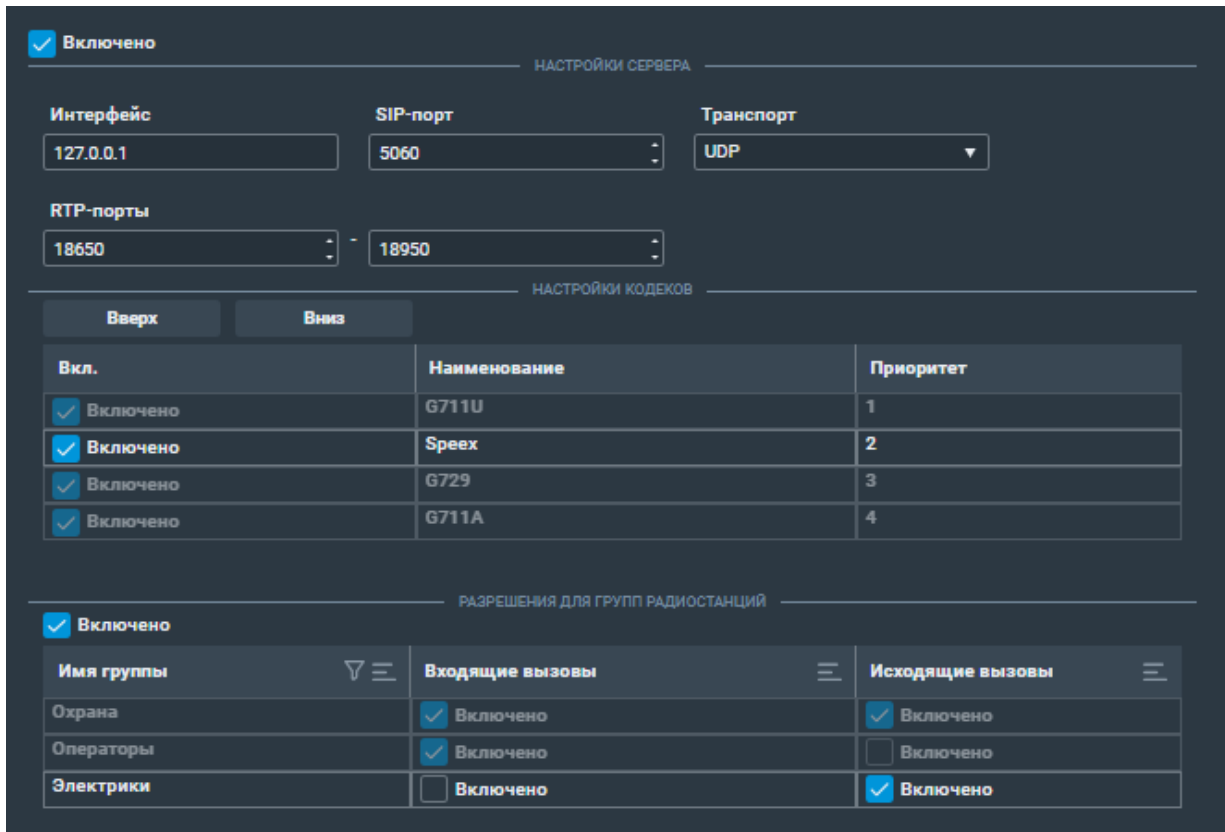 Включено
НАСТРОЙКИ СЕРВЕРА
Интерфейс SIP-порт Транспорт
127.0.0.1 5060 UDP
RTP-порты
18650 - 18950
НАСТРОЙКИ КОДЕКОВ
Вверх Вниз
Вкл. Наименование Приоритет
Включено G711U 1
Включено Speex 2
Включено G729 3
Включено G711A 4
РАЗРЕШЕНИЯ ДЛЯ ГРУПП РАДИОСТАНЦИЙ
Включено
Имя группы Входящие вызовы Исходящие вызовы
Охрана Включено Включено
Операторы Включено Включено
Электрики Включено Включено